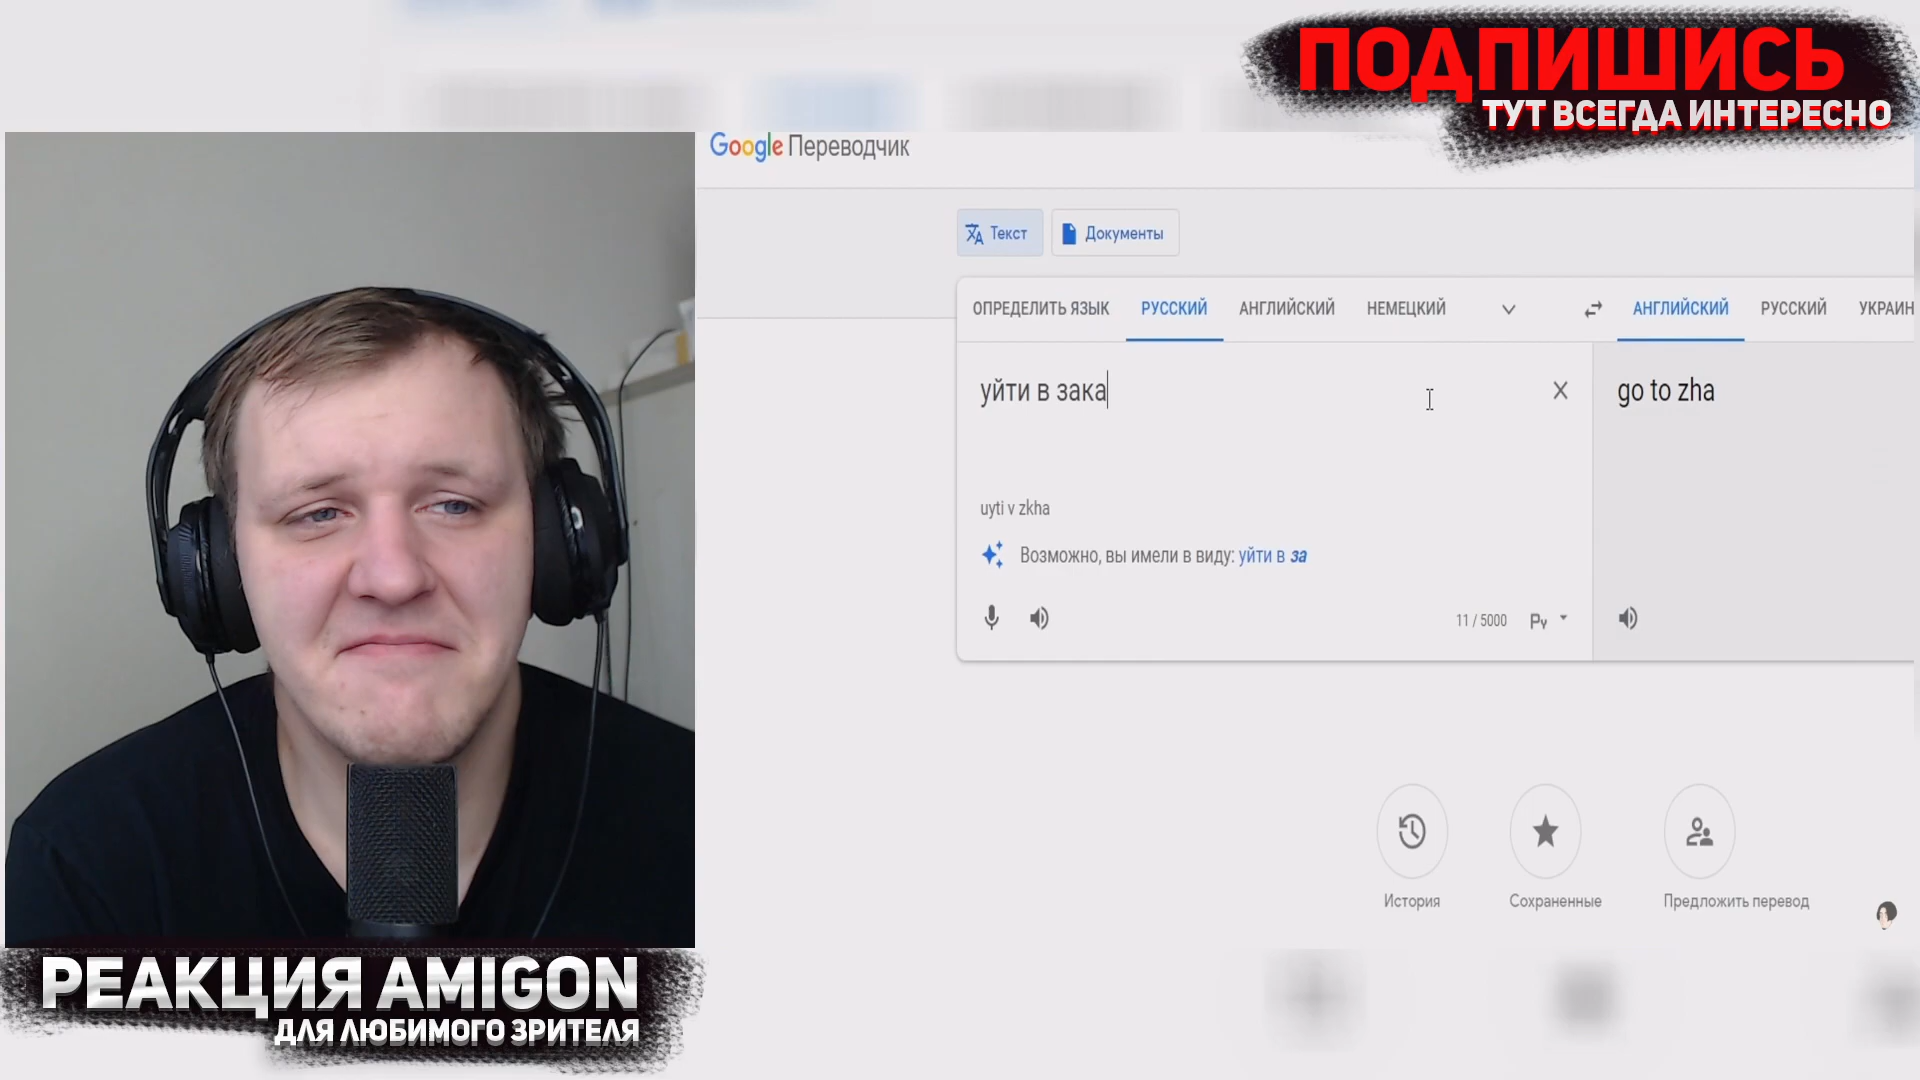 ПОДПИШИСЬ
ТУТ ВСЕГДА ИНТЕРЕСНО
Google Переводчик
Текст
Документы
ОПРЕДЕЛИТЬ ЯЗЫК РУССКИЙ АНГЛИЙСКИЙ НЕМЕЦКИЙ АНГЛИЙСКИЙ РУССКИЙ УКРАИН
уйти в зака
go to zha
uyti v zkha
Возможно, вы имели в виду: уйти в за
11 / 5000
Ру
История
Сохраненные
Предложить перевод
РЕАКЦИЯ AMIGON
ДЛЯ ЛЮБИМОГО ЗРИТЕЛЯ